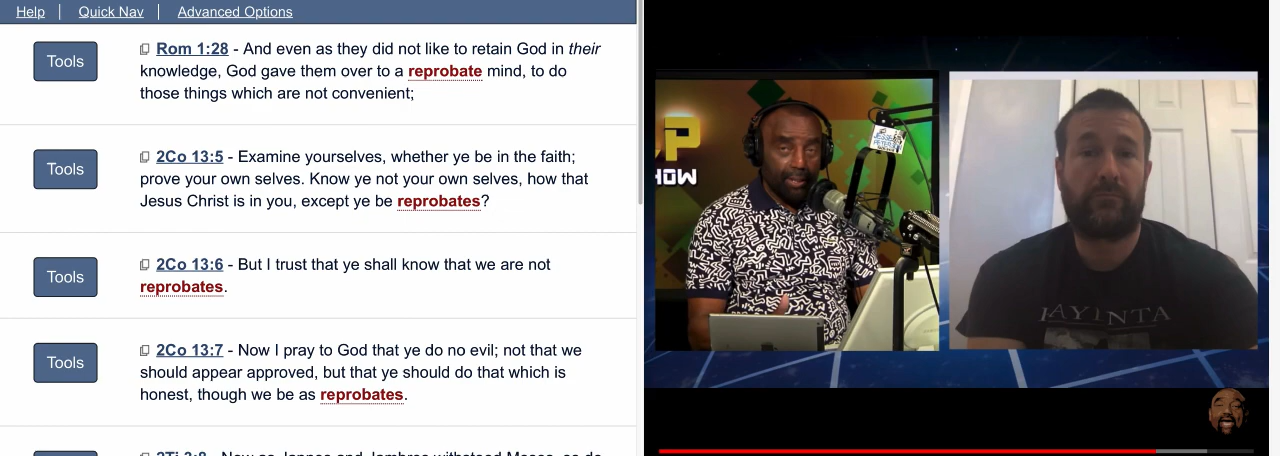 Help | Quick Nav | Advanced Options
Tools
Rom 1:28 - And even as they did not like to retain God in their
knowledge, God gave them over to a reprobate mind, to do
those things which are not convenient;
Tools
2Co 13:5 - Examine yourselves, whether ye be in the faith;
prove your own selves. Know ye not your own selves, how that
Jesus Christ is in you, except ye be reprobates?
Tools
2Co 13:6 - But I trust that ye shall know that we are not
reprobates.
Tools
2Co 13:7 - Now I pray to God that ye do no evil; not that we
should appear approved, but that ye should do that which is
honest, though we be as reprobates.
P
HOW
JESSE
PETERSON